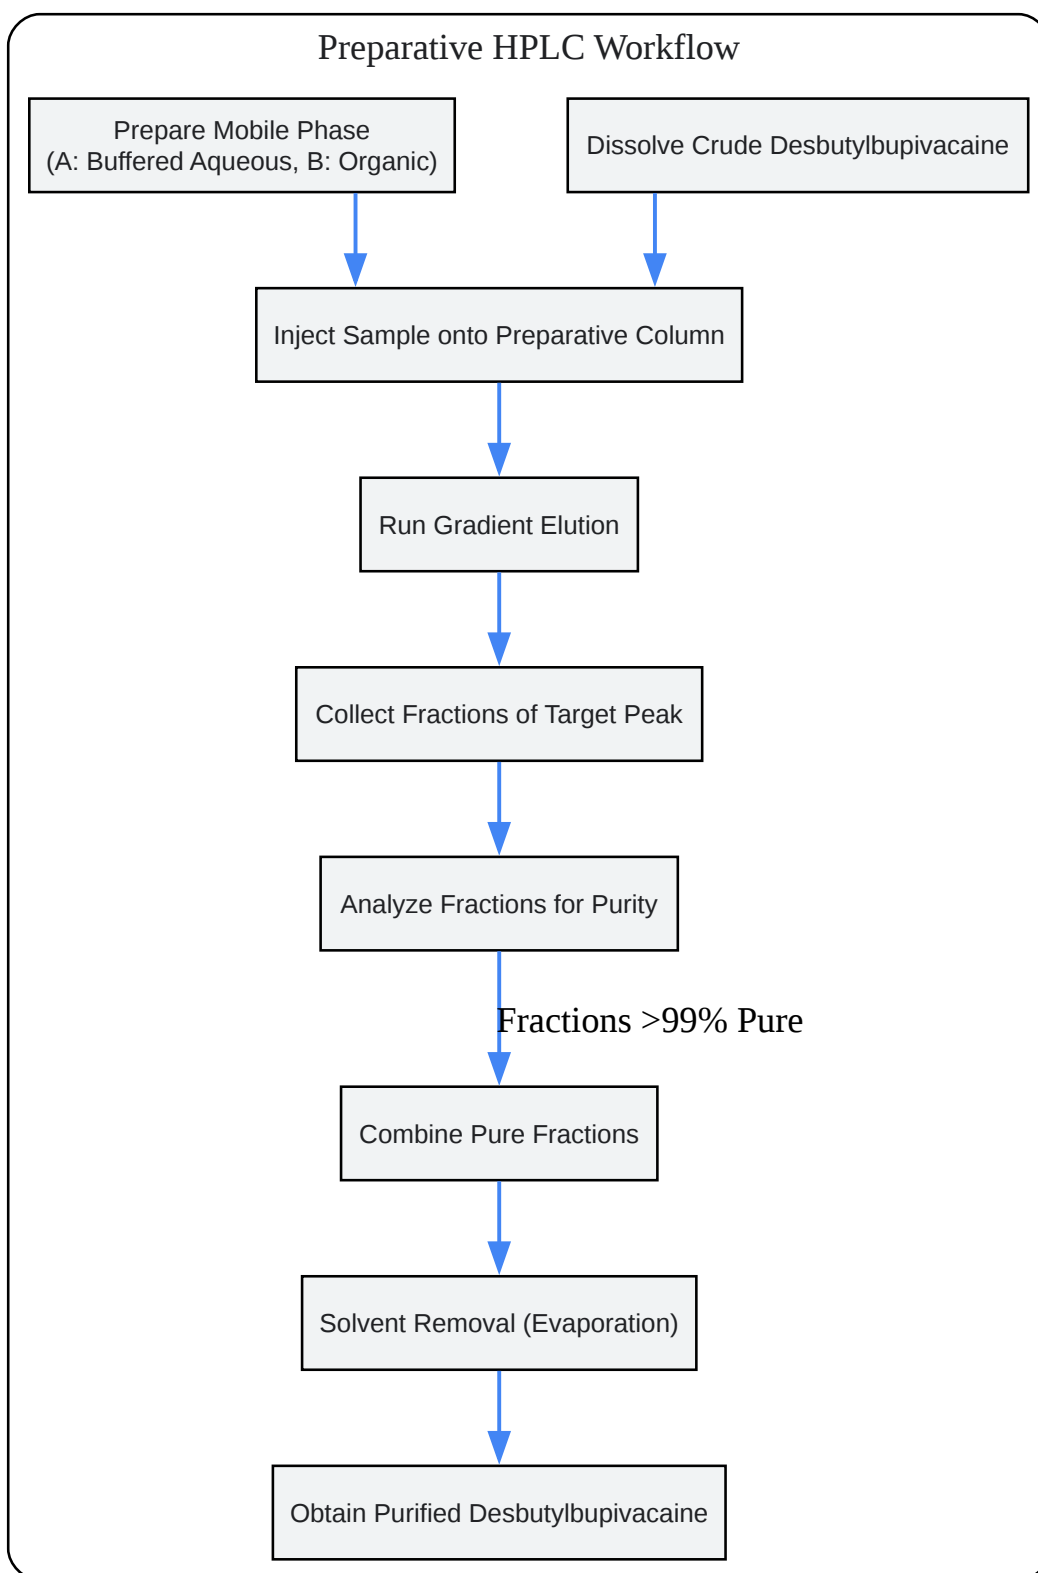 Preparative HPLC Workflow
Prepare Mobile Phase
(A: Buffered Aqueous, B: Organic)
Dissolve Crude Desbutylbupivacaine
Inject Sample onto Preparative Column
Run Gradient Elution
Collect Fractions of Target Peak
Analyze Fractions for Purity
Fractions >99% Pure
Combine Pure Fractions
Solvent Removal (Evaporation)
Obtain Purified Desbutylbupivacaine